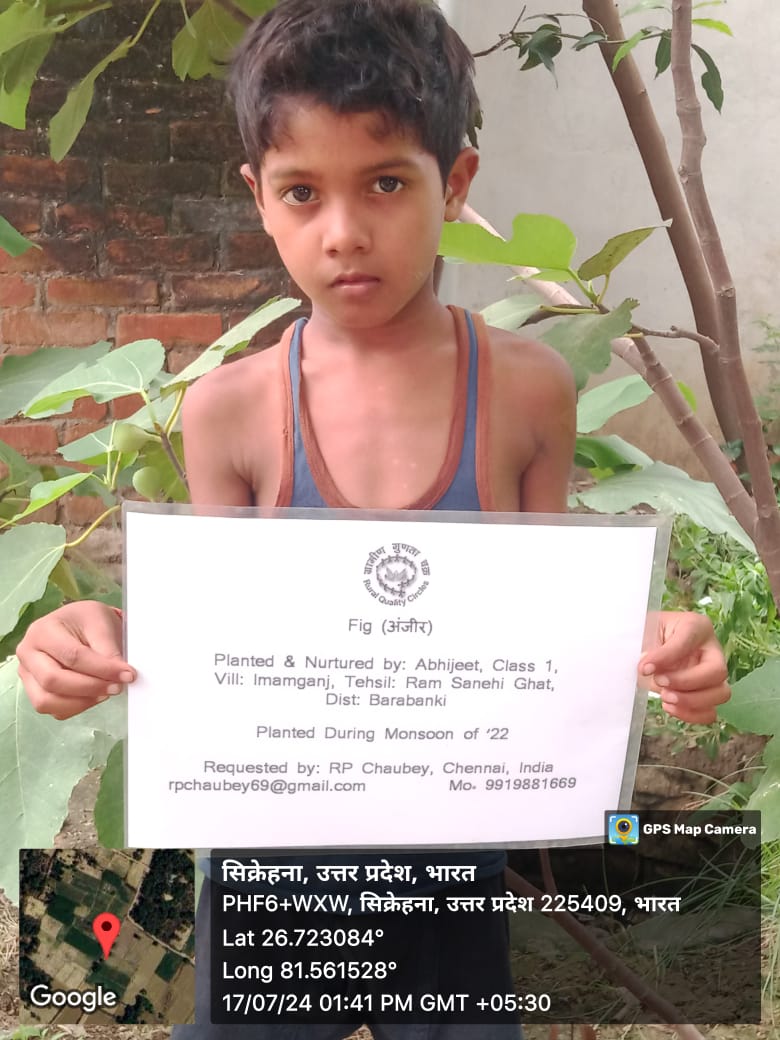 ग्रामीण गुणता चक्र
Rural Quality Circles
Fig (अंजीर)
Planted & Nurtured by: Abhijeet, Class 1,
Vill: Imamganj, Tehsil: Ram Sanehi Ghat,
Dist: Barabanki
Planted During Monsoon of ‘22
Requested by: RP Chaubey, Chennai, India
rpchaubey69@gmail.com Mo. 9919881669
GPS Map Camera
सिक्रेहना, उत्तर प्रदेश, भारत
PHF6+WXW, सिक्रेहना, उत्तर प्रदेश 225409, भारत
Lat 26.723084°
Long 81.561528°
17/07/24 01:41 PM GMT +05:30
Google